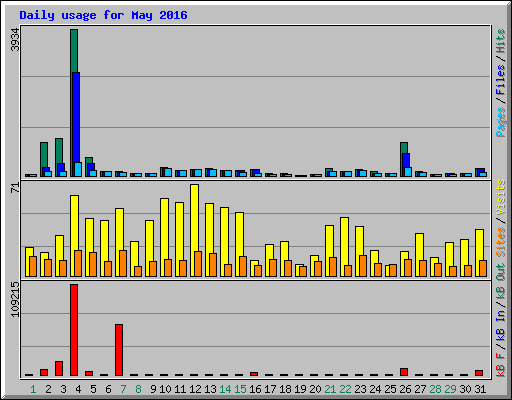 Daily usage for May 2016
3934
Pages / Files / Hits
71
Sites / Visits
109215
kB F / kB In / kB Out
1 2 3 4 5 6 7 8 9 10 11 12 13 14 15 16 17 18 19 20 21 22 23 24 25 26 27 28 29 30 31